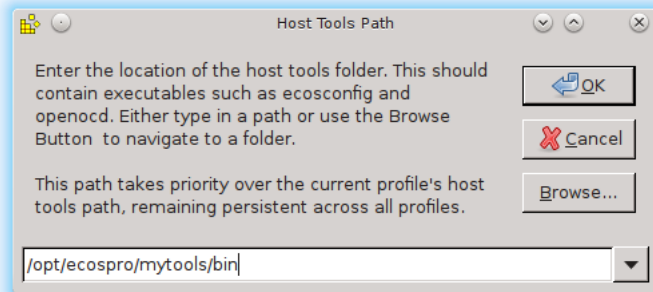 Host Tools Path
Enter the location of the host tools folder. This should
contain executables such as ecosconfig and
openocd. Either type in a path or use the Browse
Button to navigate to a folder.
This path takes priority over the current profile's host
tools path, remaining persistent across all profiles.
OK
Cancel
Browse...
/opt/ecospro/mytools/bin